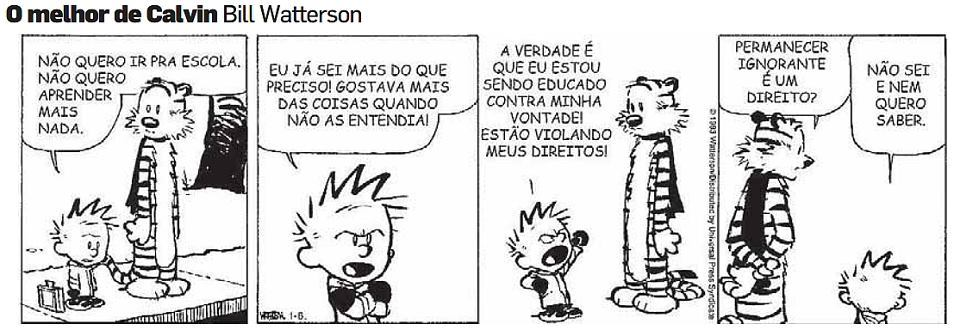 O melhor de Calvin Bill Watterson
NÃO QUERO IR PRA ESCOLA.
NÃO QUERO
APRENDER
MAIS
NADA.
EU JÁ SEI MAIS DO QUE
PRECISO! GOSTAVA MAIS
DAS COISAS QUANDO
NÃO AS ENTENDIA!
A VERDADE É
QUE EU ESTOU
SENDO EDUCADO
CONTRA MINHA
VONTADE!
ESTÃO VIOLANDO
MEUS DIREITOS!
PERMANECER
IGNORANTE
É UM
DIREITO?
NÃO SEI
E NEM
QUERO
SABER.
© 1993 Watterson/Distributed by Universal Press Syndicate